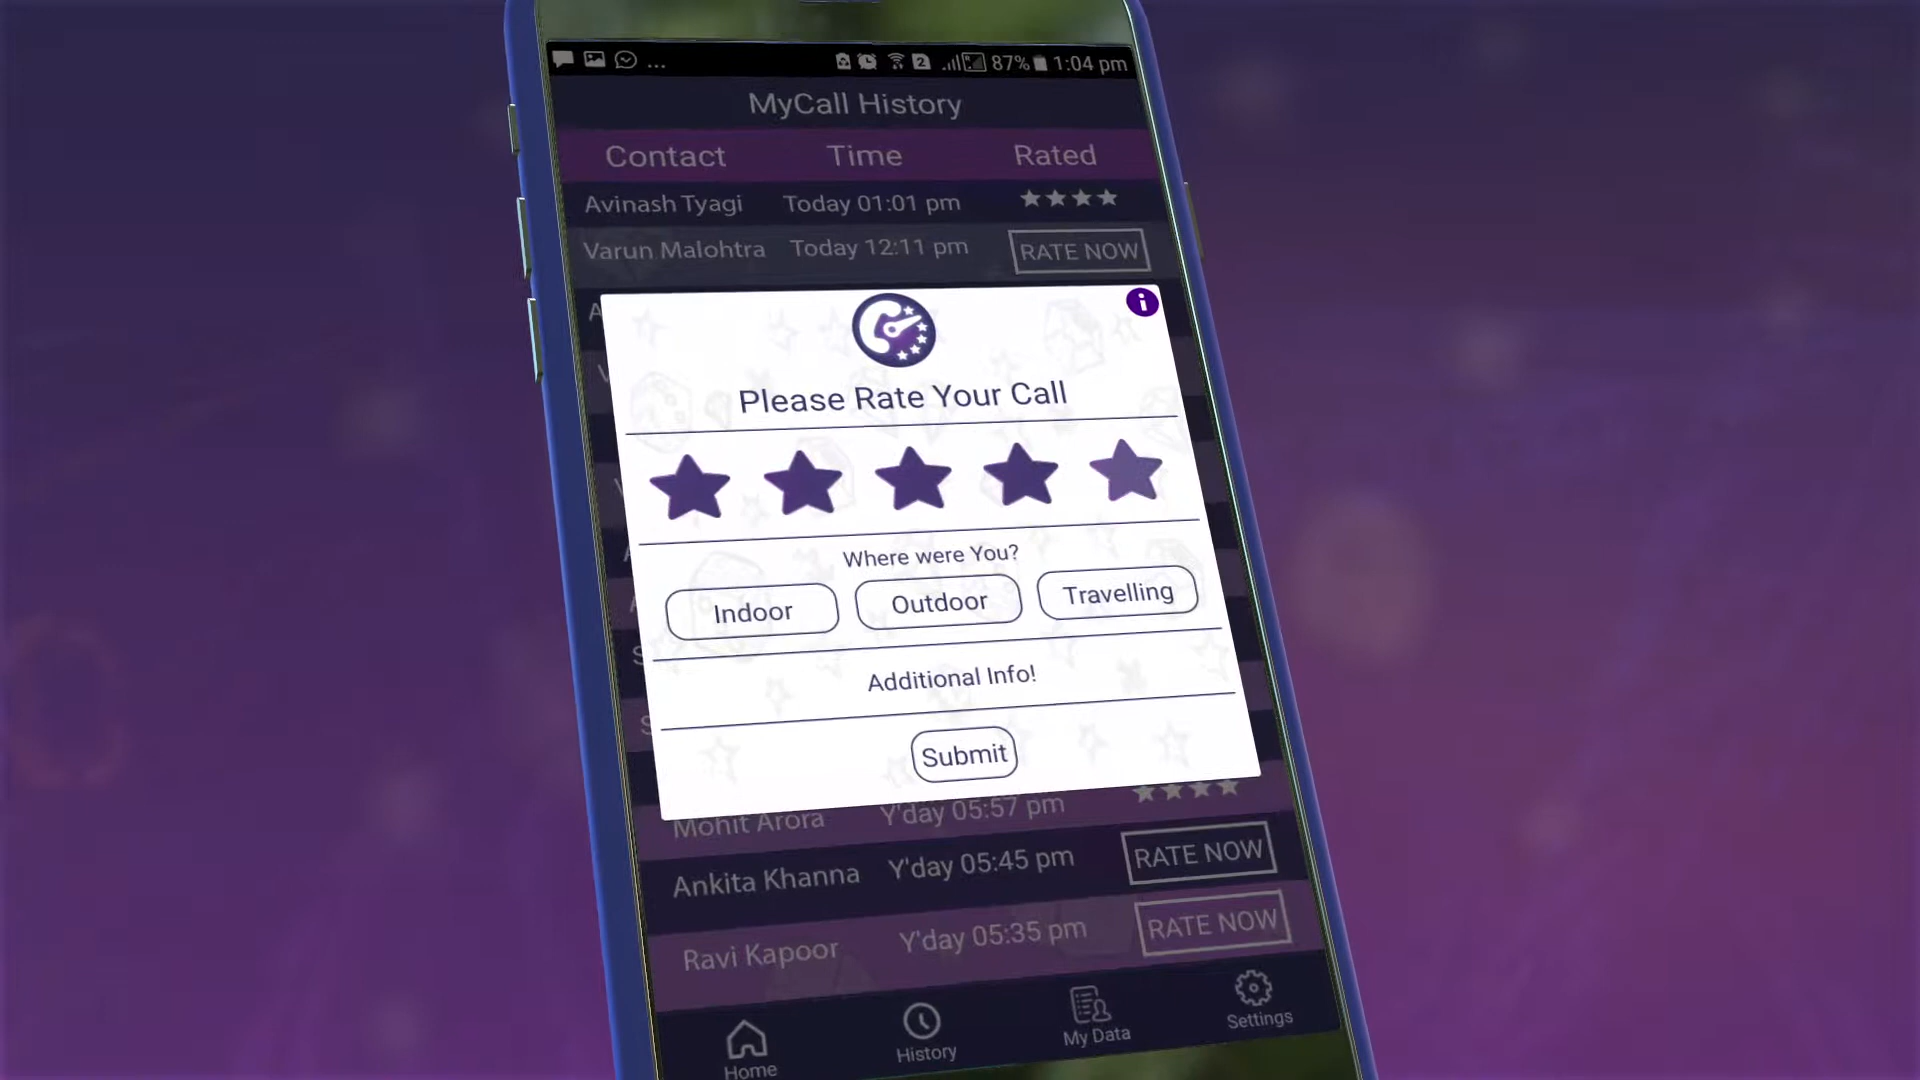 ... 2 87% 1:04 pm
MyCall History
Contact Time Rated
Avinash Tyagi Today 01:01 pm
Varun Malohtra Today 12:11 pm RATE NOW
Please Rate Your Call
Where were You?
Indoor Outdoor Travelling
Additional Info!
Submit
Mohit Arora Y'day 05:57 pm
Ankita Khanna Y'day 05:45 pm RATE NOW
Ravi Kapoor Y'day 05:35 pm RATE NOW
Home History My Data Settings